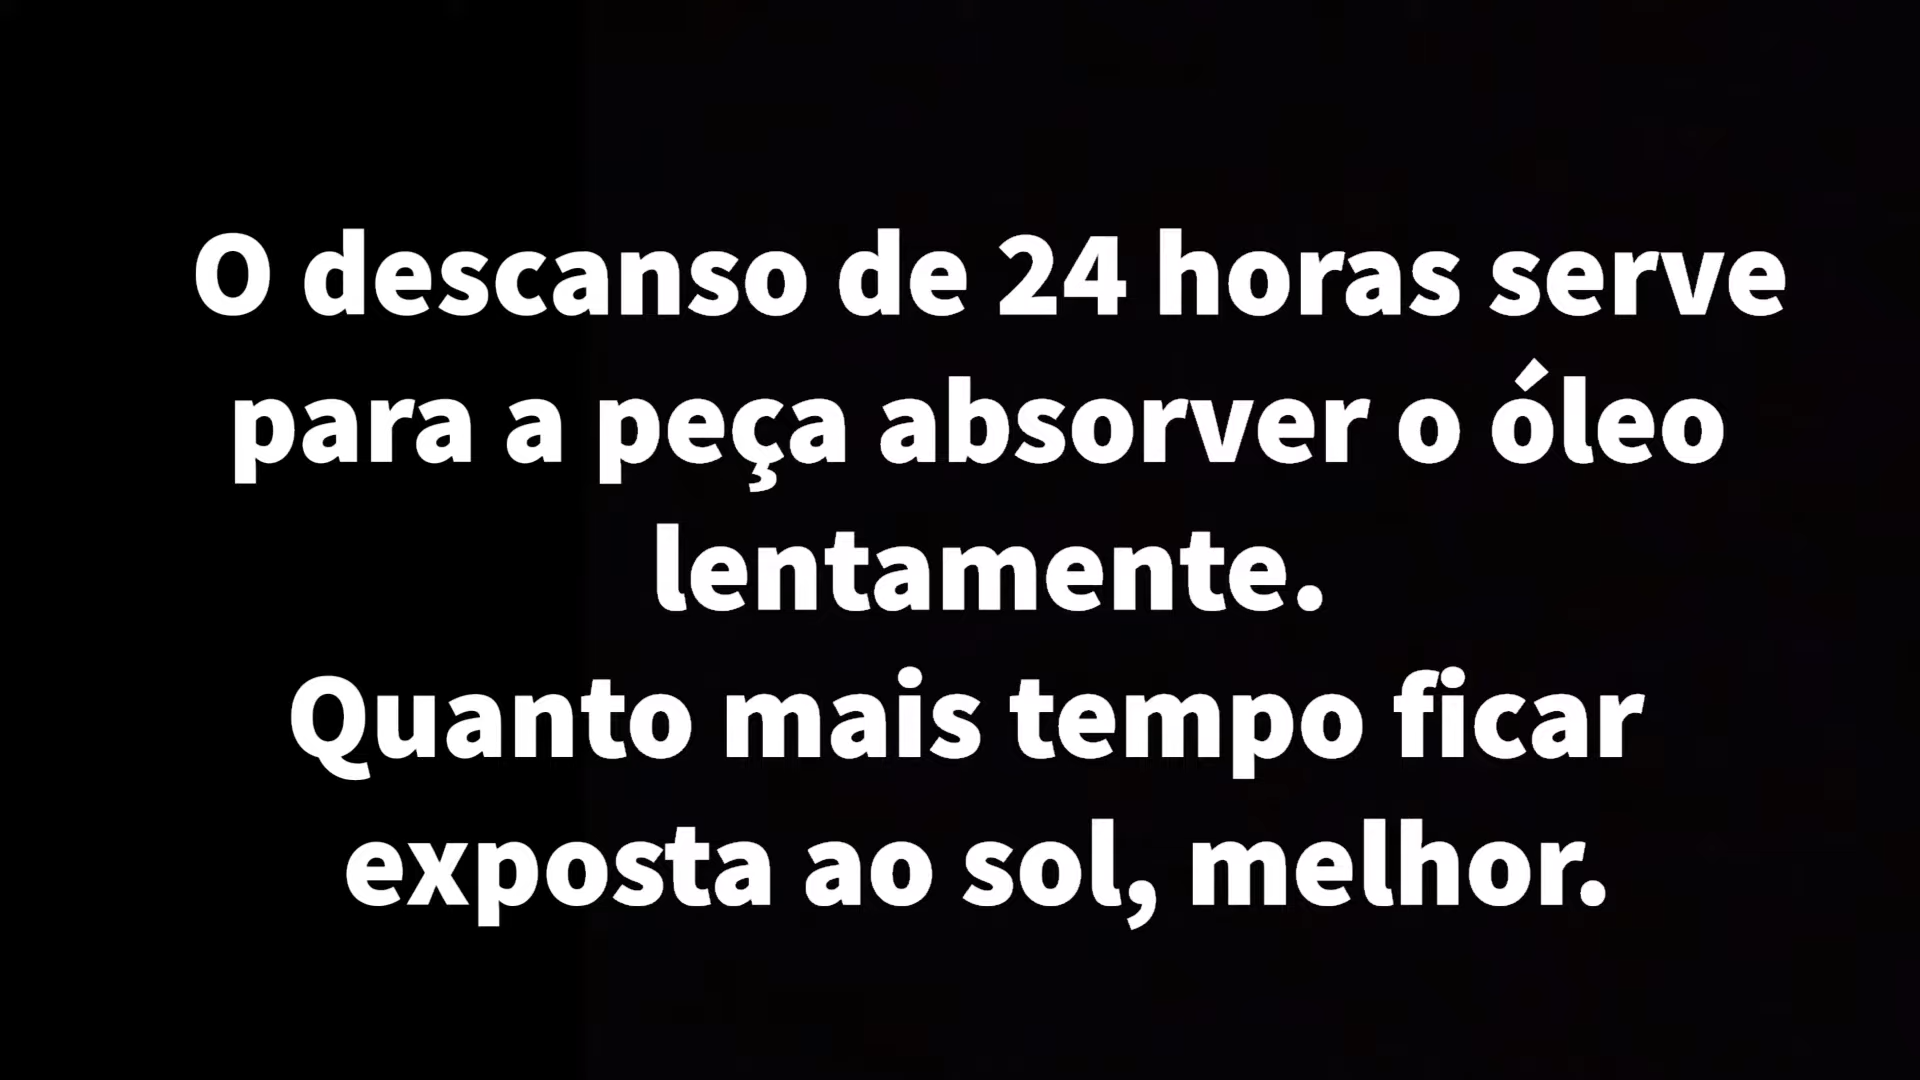 O descanso de 24 horas serve
para a peça absorver o óleo
lentamente.
Quanto mais tempo ficar
exposta ao sol, melhor.